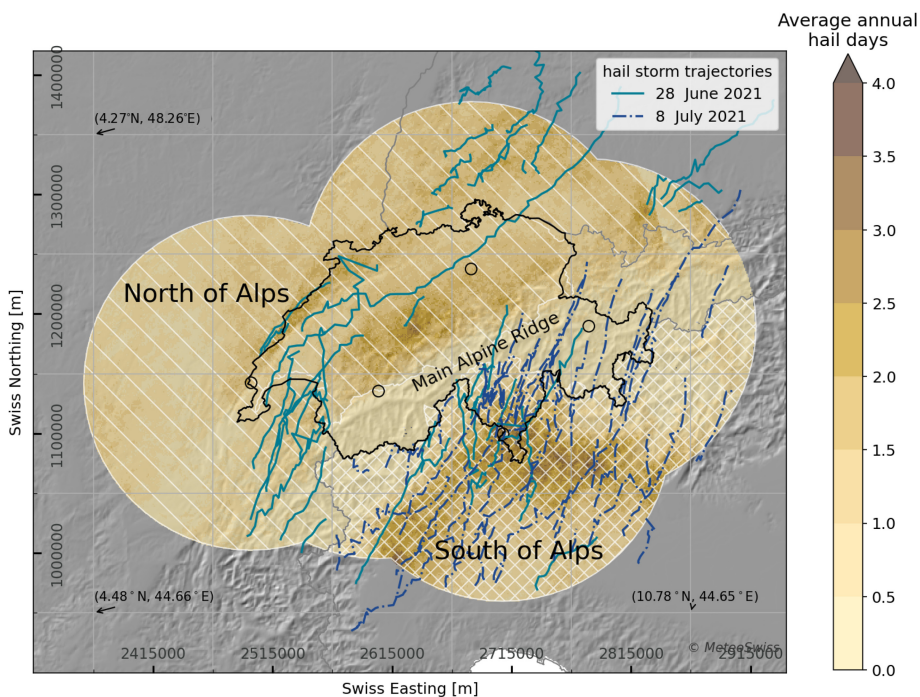 Average annual
hail days
hail storm trajectories
28 June 2021
8 July 2021
(4.27°N, 48.26°E)
North of Alps
Main Alpine Ridge
South of Alps
(4.48°N, 44.66°E)
(10.78°N, 44.65°E)
© MeteoSwiss
4.0
3.5
3.0
2.5
2.0
1.5
1.0
0.5
0.0
Swiss Northing [m]
1400000
1300000
1200000
1100000
1000000
2415000
2515000
2615000
2715000
2815000
2915000
Swiss Easting [m]